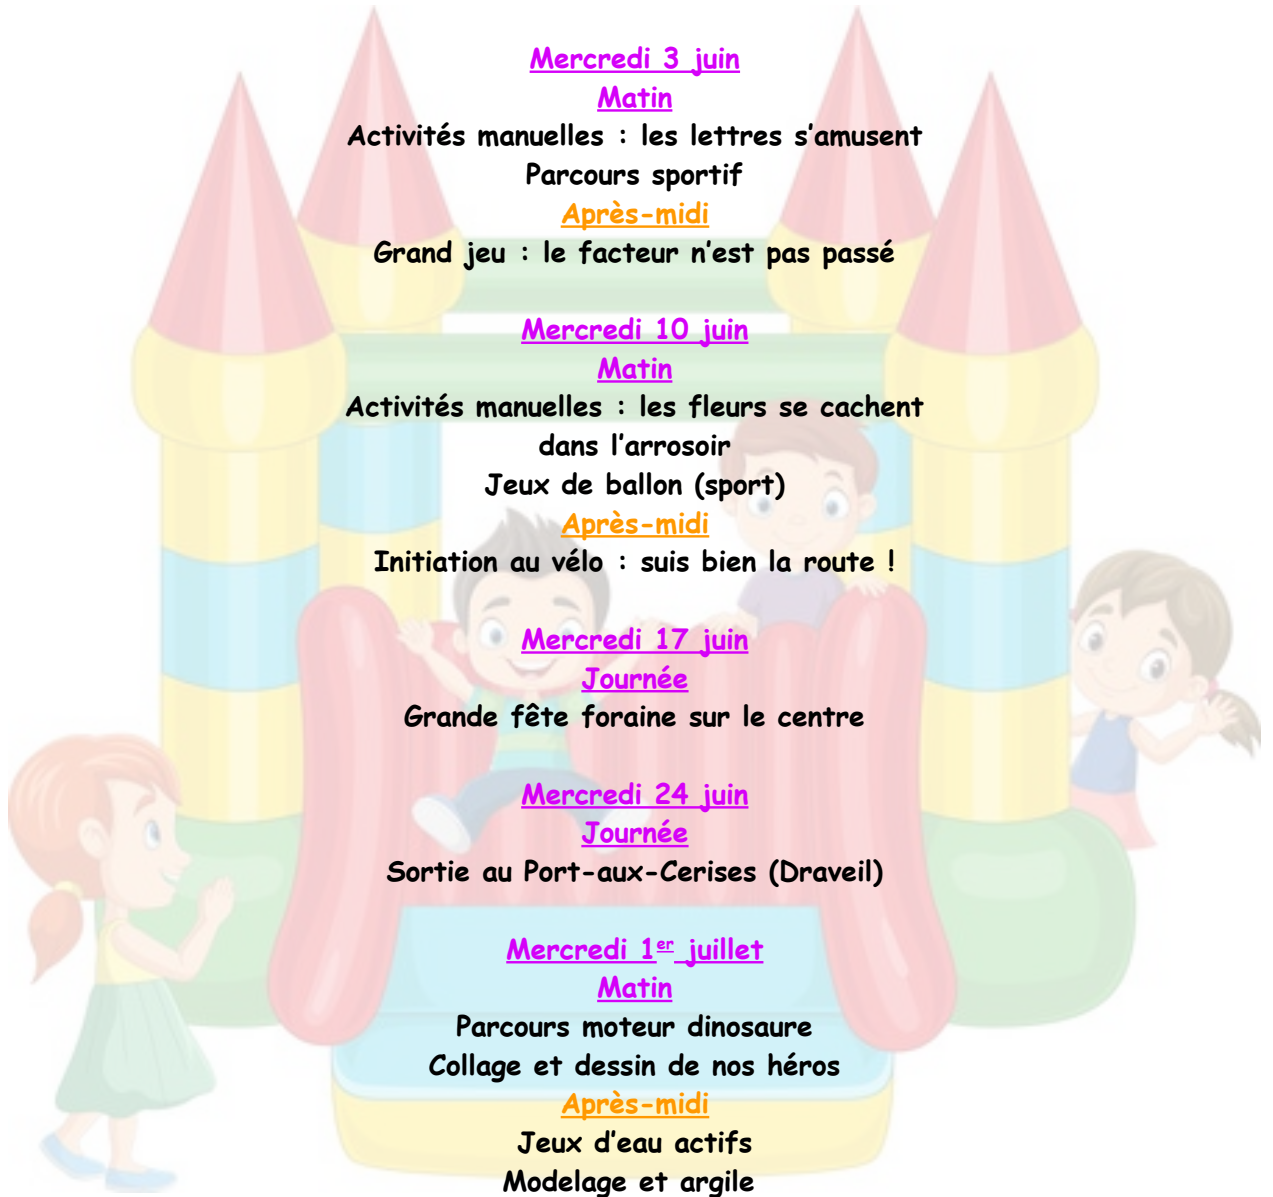 Mercredi 3 juin
Matin
Activités manuelles : les lettres s'amusent
Parcours sportif
Après-midi
Grand jeu : le facteur n'est pas passé
Mercredi 10 juin
Matin
Activités manuelles : les fleurs se cachent
dans l'arrosoir
Jeux de ballon (sport)
Après-midi
Initiation au vélo : suis bien la route !
Mercredi 17 juin
Journée
Grande fête foraine sur le centre
Mercredi 24 juin
Journée
Sortie au Port-aux-Cerises (Draveil)
Mercredi 1er juillet
Matin
Parcours moteur dinosaure
Collage et dessin de nos héros
Après-midi
Jeux d'eau actifs
Modelage et argile